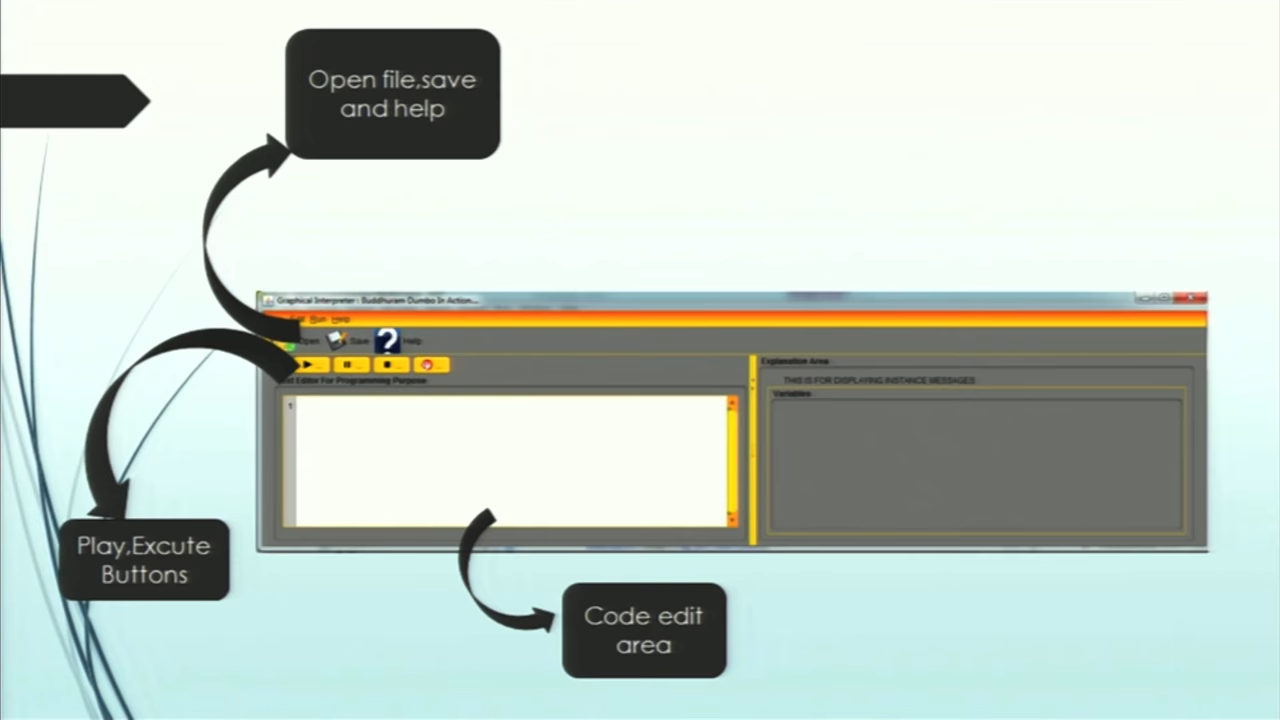 Open file,save
and help
Graphical Interpreter : Buddhuram Dumbo In Action...
Edit Run Help
Open Save Help
Editor For Programming Purpose
Explanation Area
THIS IS FOR DISPLAYING INSTANCE MESSAGES
Variables
1
Play,Excute
Buttons
Code edit
area